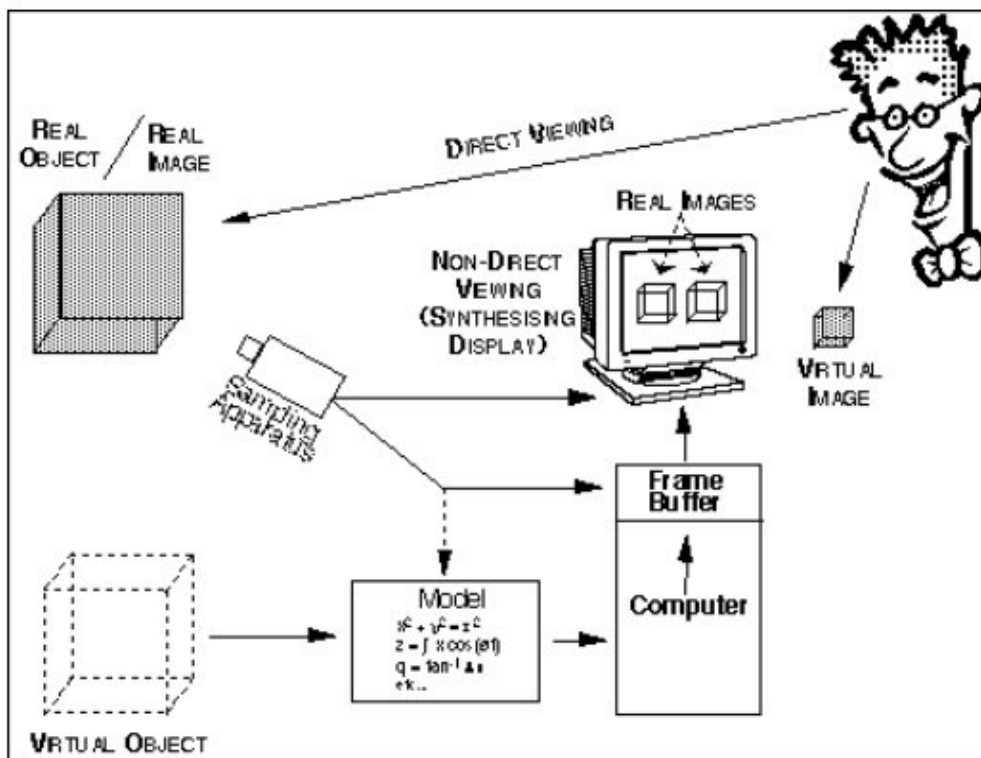 REAL
OBJECT
REAL
IMAGE
DIRECT VIEWING
REAL IMAGES
NON-DIRECT
VIEWING
(SYNTHESISING
DISPLAY)
VIRTUAL
IMAGE
Sampling
Apparatus
Frame
Buffer
Computer
Model
etc...
VIRTUAL OBJECT